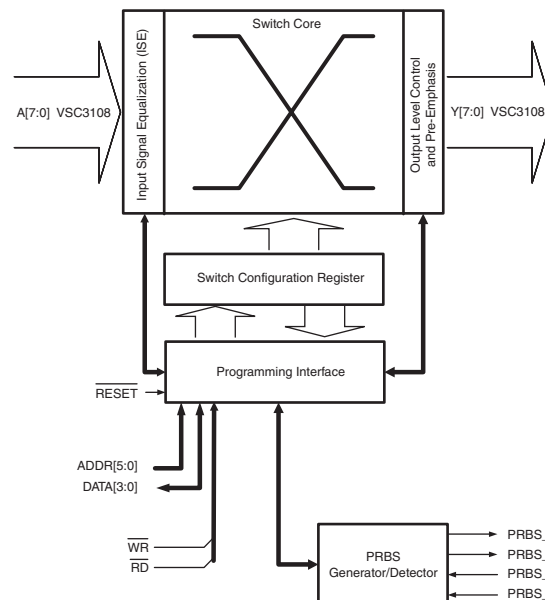 Switch Core
Input Signal Equalization (ISE)
Output Level Control
and Pre-Emphasis
A[7:0] VSC3108
Y[7:0] VSC3108
Switch Configuration Register
Programming Interface
RESET
ADDR[5:0]
DATA[3:0]
WR
RD
PRBS
Generator/Detector
PRBS_
PRBS_
PRBS_
PRBS_